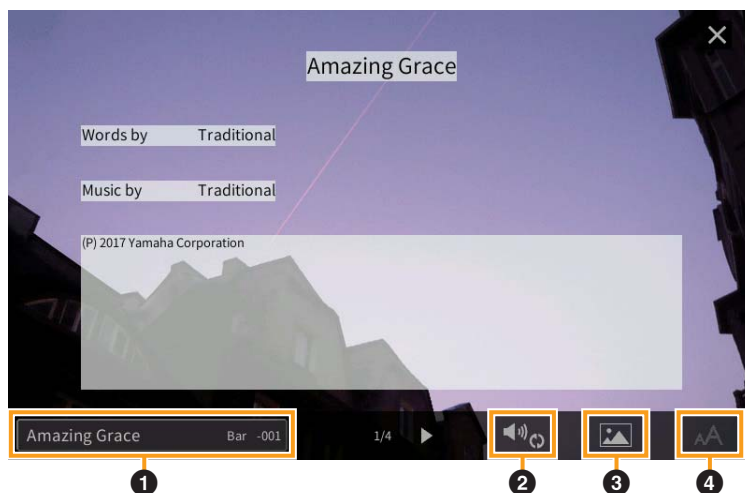 Amazing Grace
Words by Traditional
Music by Traditional
(P) 2017 Yamaha Corporation
Amazing Grace Bar -001
1/4
AA
1 2 3 4